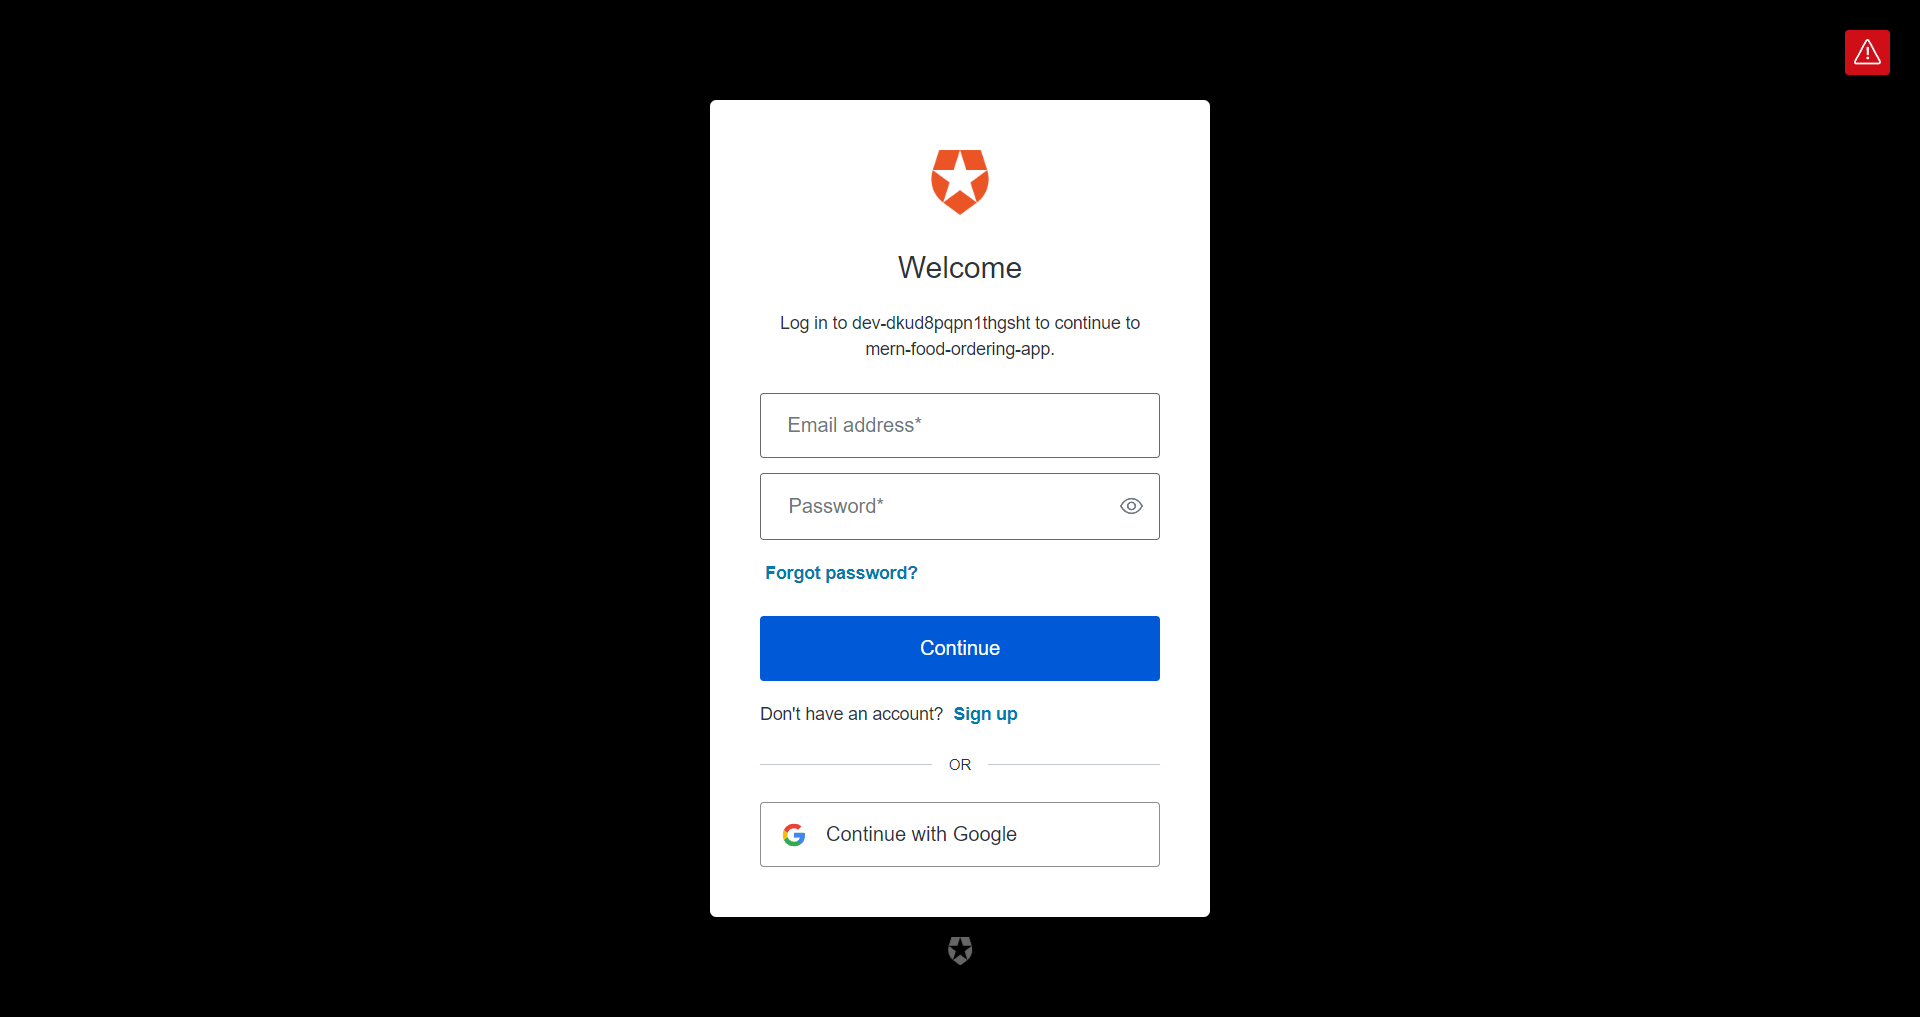 Welcome
Log in to dev-dkud8pqpn1thgsht to continue to
mern-food-ordering-app.
Email address*
Password*
Forgot password?
Continue
Don't have an account? Sign up
OR
Continue with Google